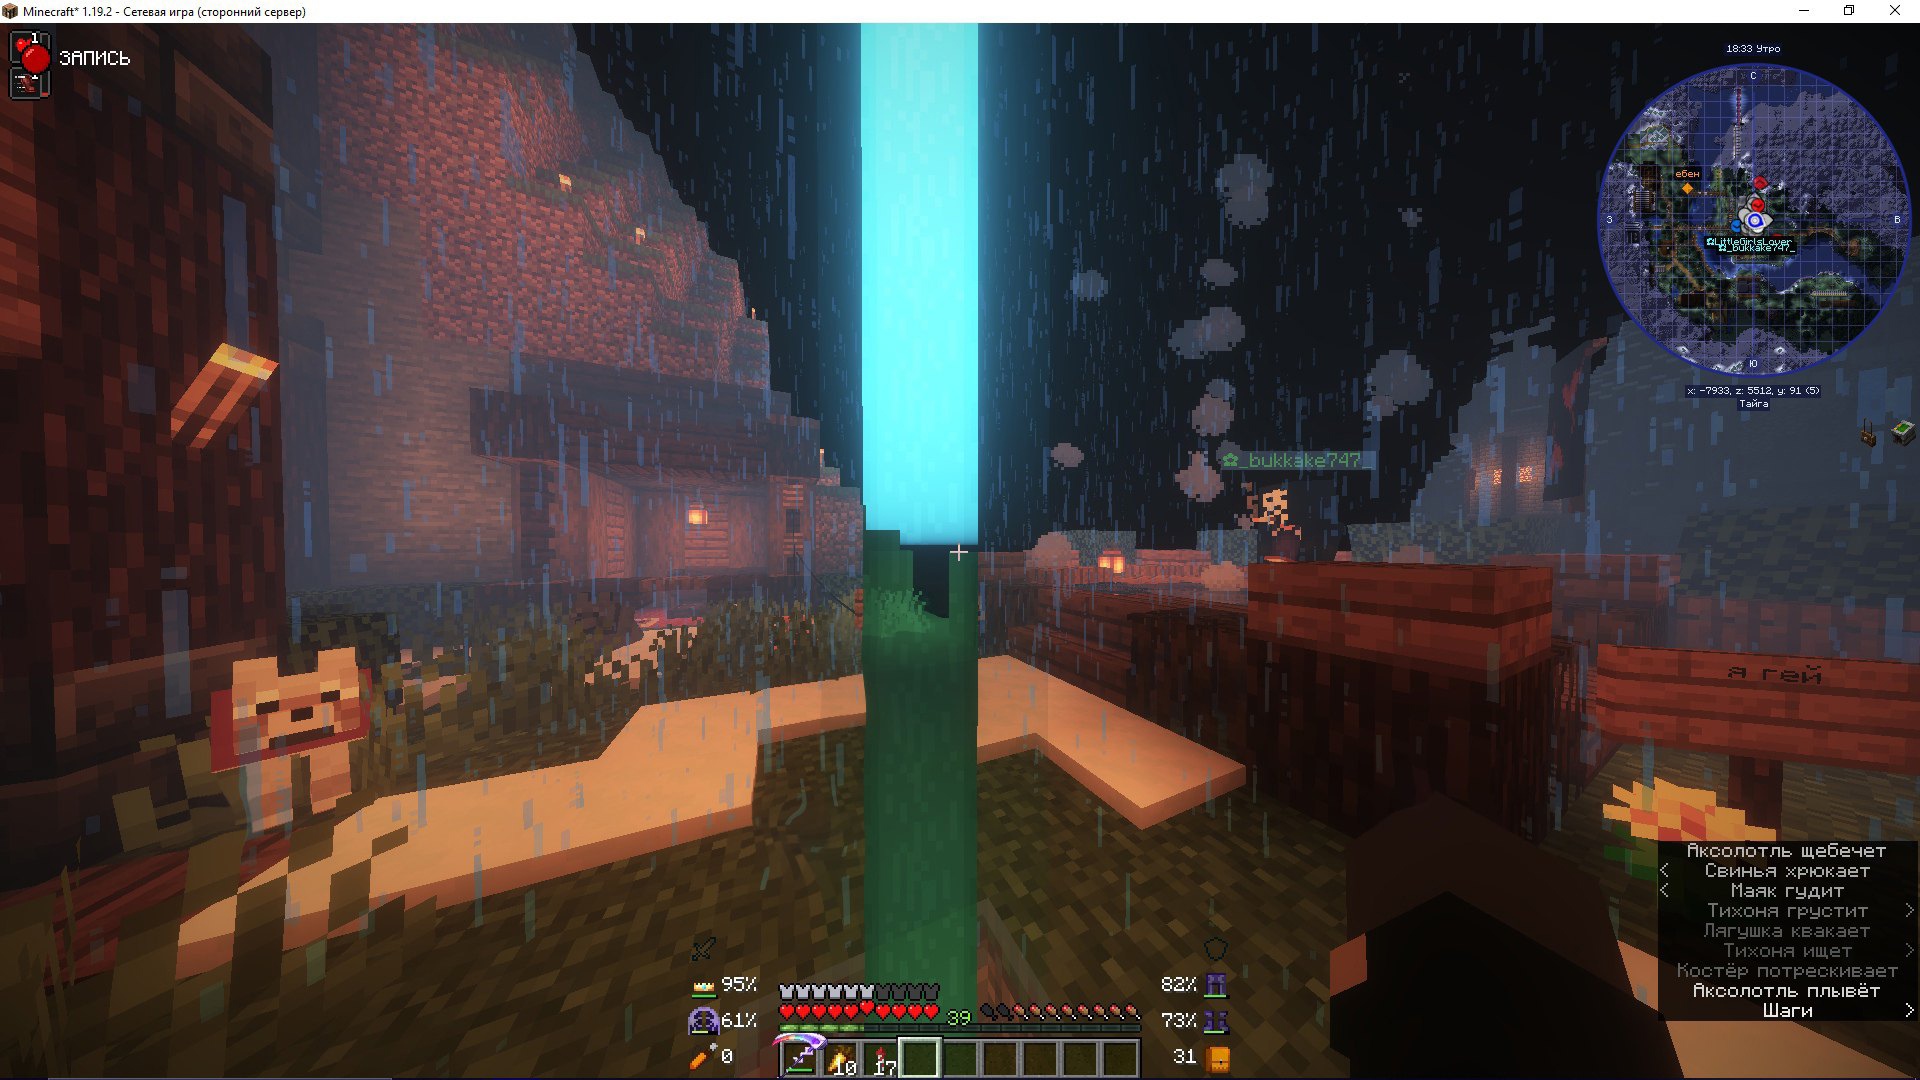 Minecraft* 1.19.2 - Сетевая игра (сторонний сервер)
1
ЗАПИСЬ
18:33 Утро
С
ебен
З
В
LittleGirlsLover
_bukkake747_
Ю
x: -7933, z: 5512, y: 91 (5)
Тайга
_bukkake747_
я гей
Аксолотль щебечет
< Свинья хрюкает
< Маяк гудит
Тихоня грустит >
Лягушка квакает
Тихоня ищет >
Костёр потрескивает
Аксолотль плывёт
Шаги >
95%
82%
61%
39
73%
0
10
17
31